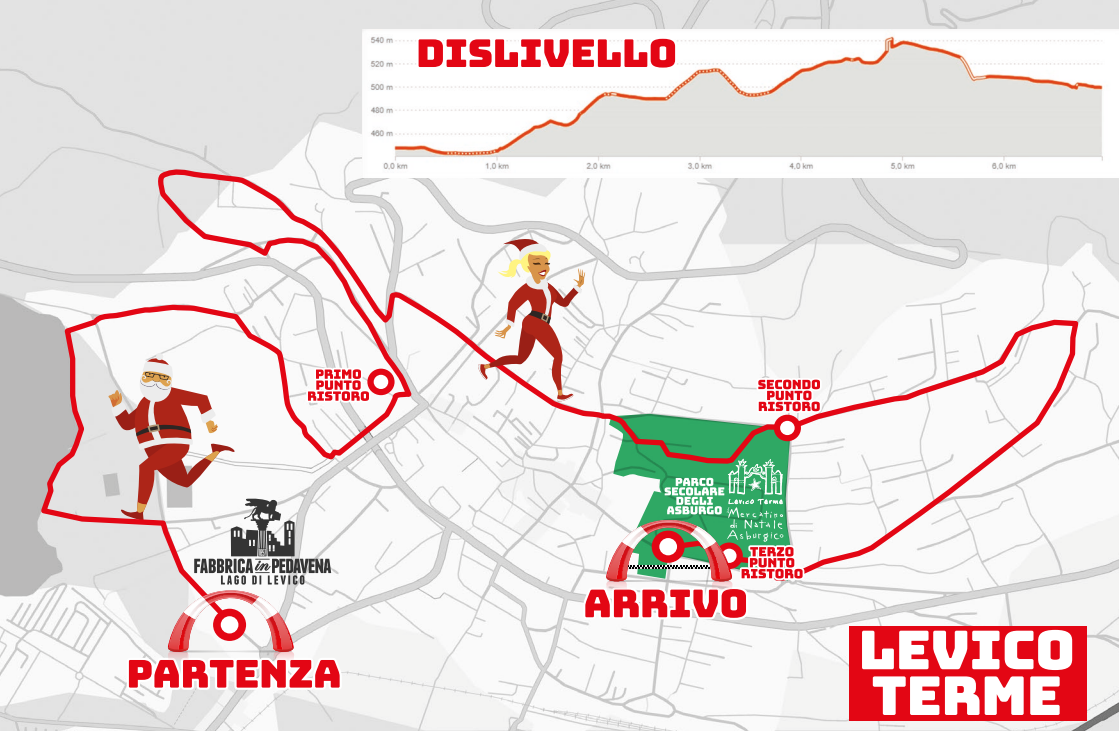 DISLIVELLO
540 m
520 m
500 m
480 m
460 m
0.0 km
1,0 km
2,0 km
3,0 km
4,0 km
5,0 km
6,0 km
PRIMO
PUNTO
RISTORO
SECONDO
PUNTO
RISTORO
PARCO
SECOLARE
DEGLI
ASBURGO
Levico Terme
Mercatino
di Natale
Asburgico
TERZO
PUNTO
RISTORO
FABBRICA in PEDAVENA
LAGO DI LEVICO
ARRIVO
PARTENZA
LEVICO
TERME